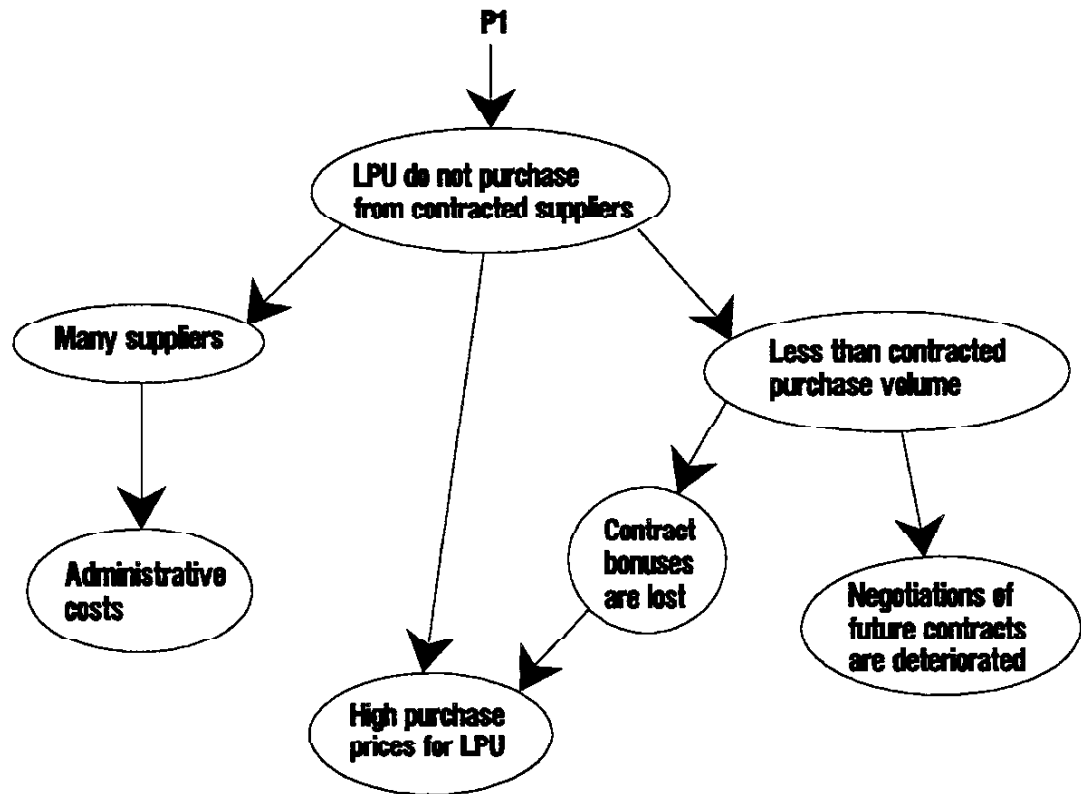 P1
LPU do not purchase
from contracted suppliers
Many suppliers
Less than contracted
purchase volume
Contract
bonuses
are lost
Administrative
costs
Negotiations of
future contracts
are deteriorated
High purchase
prices for LPU